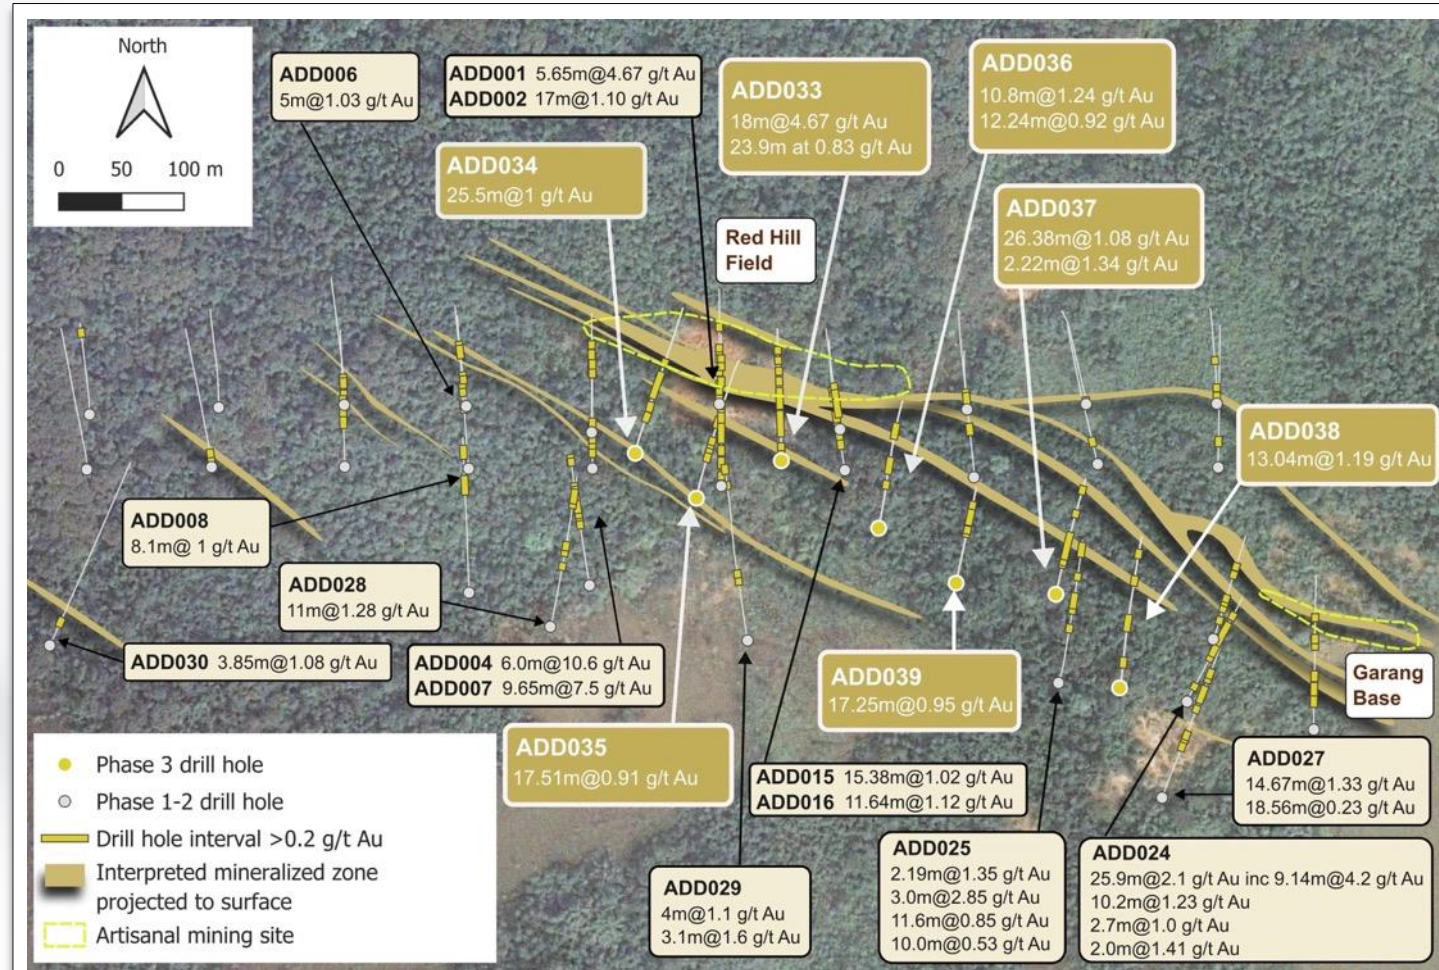 North
0 50 100 m
ADD006
5m@1.03 g/t Au
ADD001 5.65m@4.67 g/t Au
ADD002 17m@1.10 g/t Au
ADD033
18m@4.67 g/t Au
23.9m at 0.83 g/t Au
ADD036
10.8m@1.24 g/t Au
12.24m@0.92 g/t Au
ADD034
25.5m@1 g/t Au
Red Hill
Field
ADD037
26.38m@1.08 g/t Au
2.22m@1.34 g/t Au
ADD038
13.04m@1.19 g/t Au
ADD008
8.1m@ 1 g/t Au
ADD028
11m@1.28 g/t Au
ADD030 3.85m@1.08 g/t Au
ADD004 6.0m@10.6 g/t Au
ADD007 9.65m@7.5 g/t Au
ADD039
17.25m@0.95 g/t Au
Garang
Base
ADD035
17.51m@0.91 g/t Au
ADD015 15.38m@1.02 g/t Au
ADD016 11.64m@1.12 g/t Au
ADD027
14.67m@1.33 g/t Au
18.56m@0.23 g/t Au
ADD029
4m@1.1 g/t Au
3.1m@1.6 g/t Au
ADD025
2.19m@1.35 g/t Au
3.0m@2.85 g/t Au
11.6m@0.85 g/t Au
10.0m@0.53 g/t Au
ADD024
25.9m@2.1 g/t Au inc 9.14m@4.2 g/t Au
10.2m@1.23 g/t Au
2.7m@1.0 g/t Au
2.0m@1.41 g/t Au
Phase 3 drill hole
Phase 1-2 drill hole
Drill hole interval >0.2 g/t Au
Interpreted mineralized zone
projected to surface
Artisanal mining site